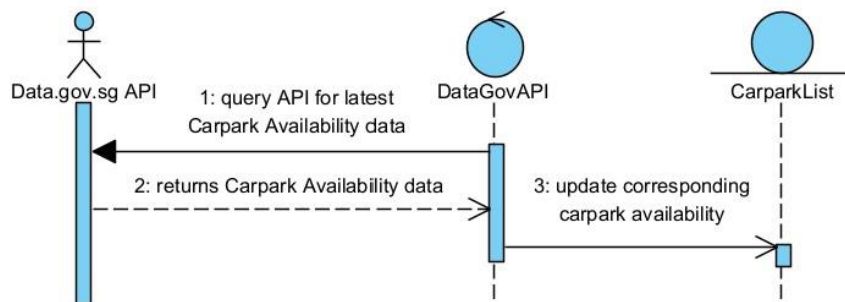 Data.gov.sg API
DataGovAPI
CarparkList
1: query API for latest
Carpark Availability data
2: returns Carpark Availability data
3: update corresponding
carpark availability